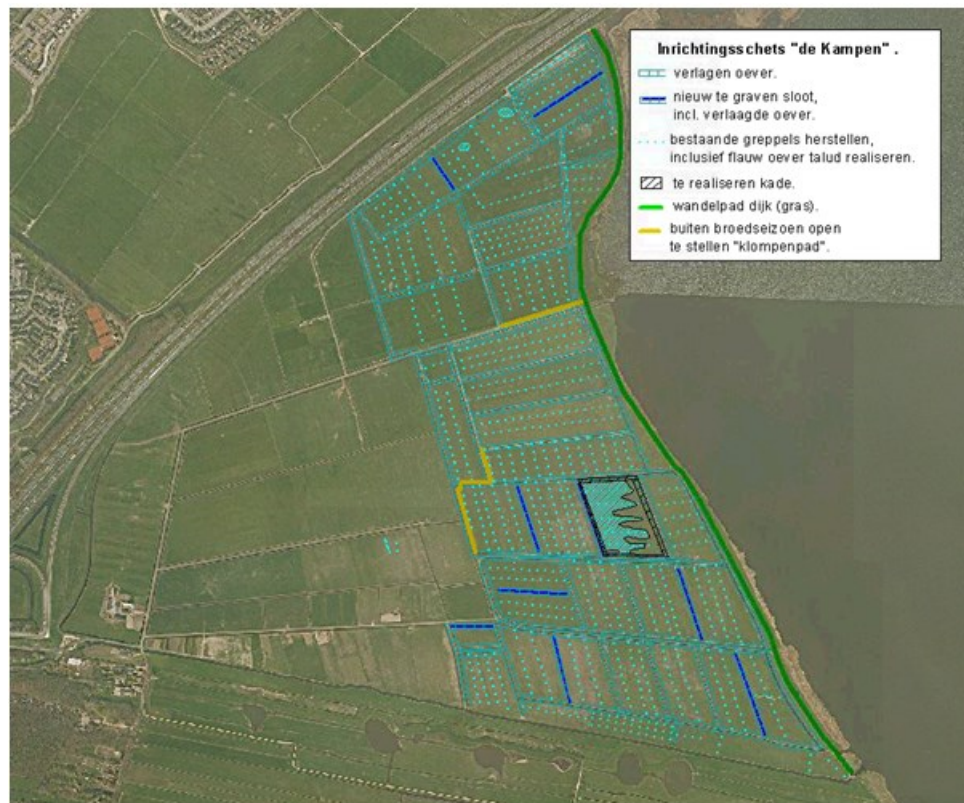 Inrichtingsschets "de Kampen" .
verlagen oever.
nieuw te graven sloot,
incl. verlaagde oever.
bestaande greppels herstellen,
inclusief flauw oever talud realiseren.
te realiseren kade.
wandelpad dijk (gras).
buiten broedseizoen open
te stellen "klompenpad".